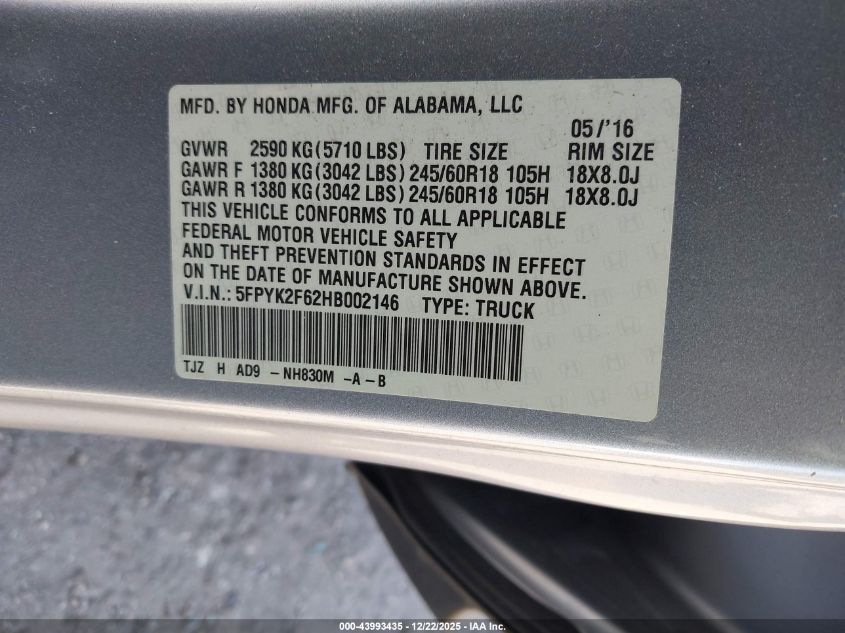 MFD. BY HONDA MFG. OF ALABAMA, LLC
05/'16
GVWR 2590 KG(5710 LBS) TIRE SIZE RIM SIZE
GAWR F 1380 KG(3042 LBS) 245/60R18 105H 18X8.0J
GAWR R 1380 KG(3042 LBS) 245/60R18 105H 18X8.0J
THIS VEHICLE CONFORMS TO ALL APPLICABLE
FEDERAL MOTOR VEHICLE SAFETY
AND THEFT PREVENTION STANDARDS IN EFFECT
ON THE DATE OF MANUFACTURE SHOWN ABOVE.
V.I.N.: 5FPYK2F62HB002146 TYPE: TRUCK
TJZ H AD9 - NH830M -A-B
000-43993435 - 12/22/2025 - IAA Inc.